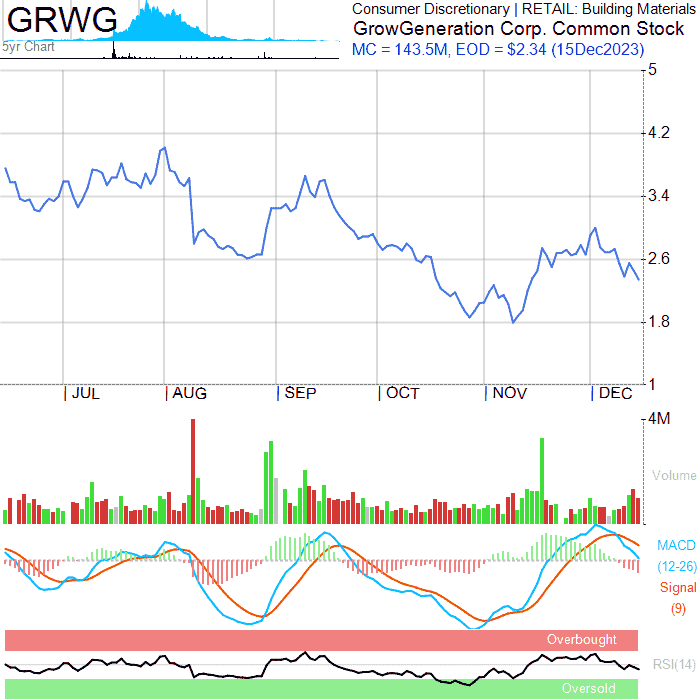 GRWG
5yr Chart
Consumer Discretionary | RETAIL: Building Materials
GrowGeneration Corp. Common Stock
MC = 143.5M, EOD = $2.34 (15Dec2023)
5
4.2
3.4
2.6
1.8
1
JUL AUG SEP OCT NOV DEC
4M
Volume
MACD
(12-26)
Signal
(9)
Overbought
RSI(14)
Oversold